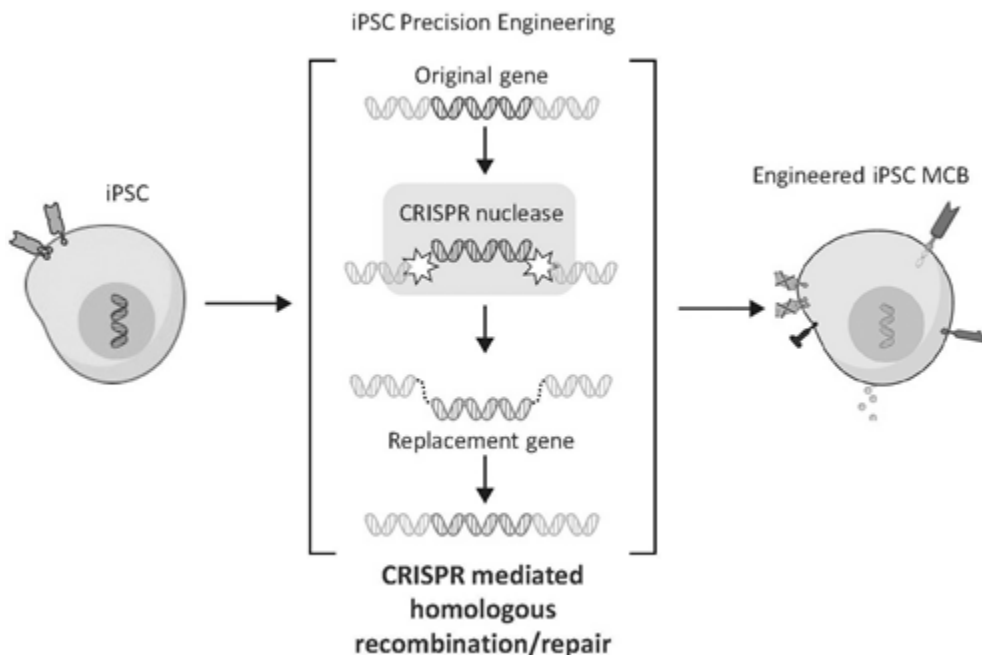 iPSC Precision Engineering
Original gene
iPSC
CRISPR nuclease
Engineered iPSC MCB
Replacement gene
CRISPR mediated
homologous
recombination/repair